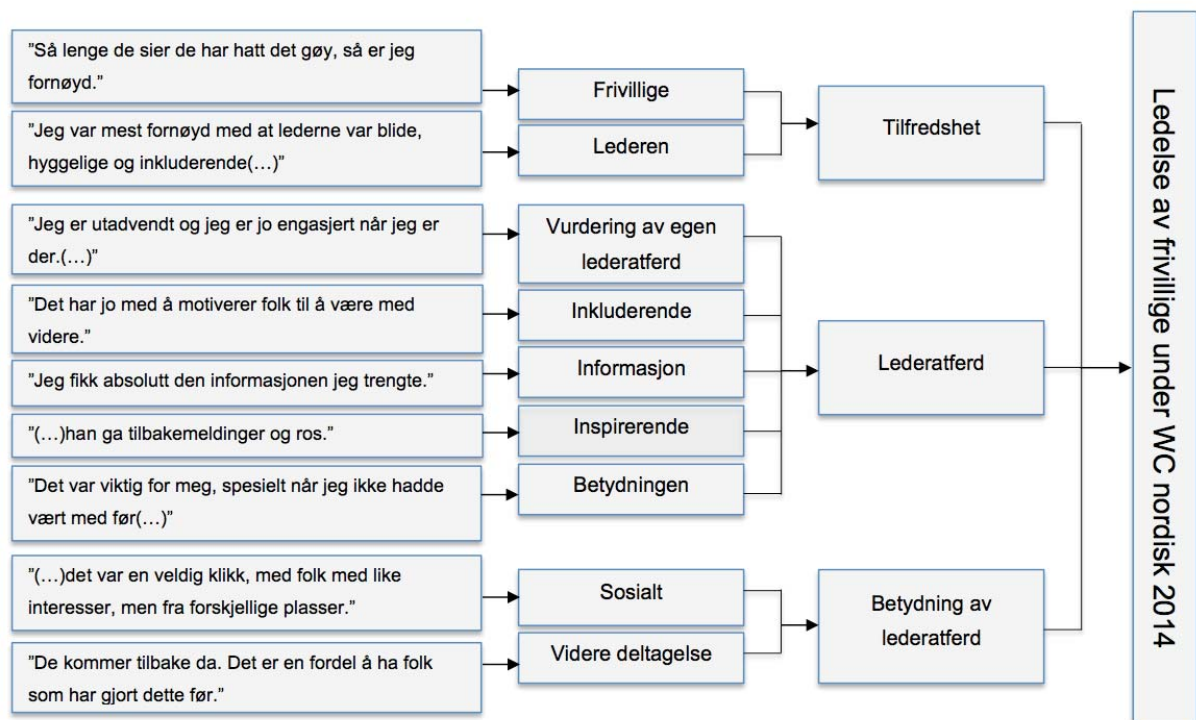 "Så lenge de sier de har hatt det gøy, så er jeg
fornøyd."
"Jeg var mest fornøyd med at lederne var blide,
hyggelige og inkluderende(…)"
"Jeg er utadvendt og jeg er jo engasjert når jeg er
der.(…)"
"Det har jo med å motiverer folk til å være med
videre."
"Jeg fikk absolutt den informasjonen jeg trengte."
"(…)han ga tilbakemeldinger og ros."
"Det var viktig for meg, spesielt når jeg ikke hadde
vært med før(…)"
"(…)det var en veldig klikk, med folk med like
interesser, men fra forskjellige plasser."
"De kommer tilbake da. Det er en fordel å ha folk
som har gjort dette før."
Frivillige
Lederen
Vurdering av egen
lederatferd
Inkluderende
Informasjon
Inspirerende
Betydningen
Sosialt
Videre deltagelse
Tilfredshet
Lederatferd
Betydning av
lederatferd
Ledelse av frivillige under WC nordisk 2014